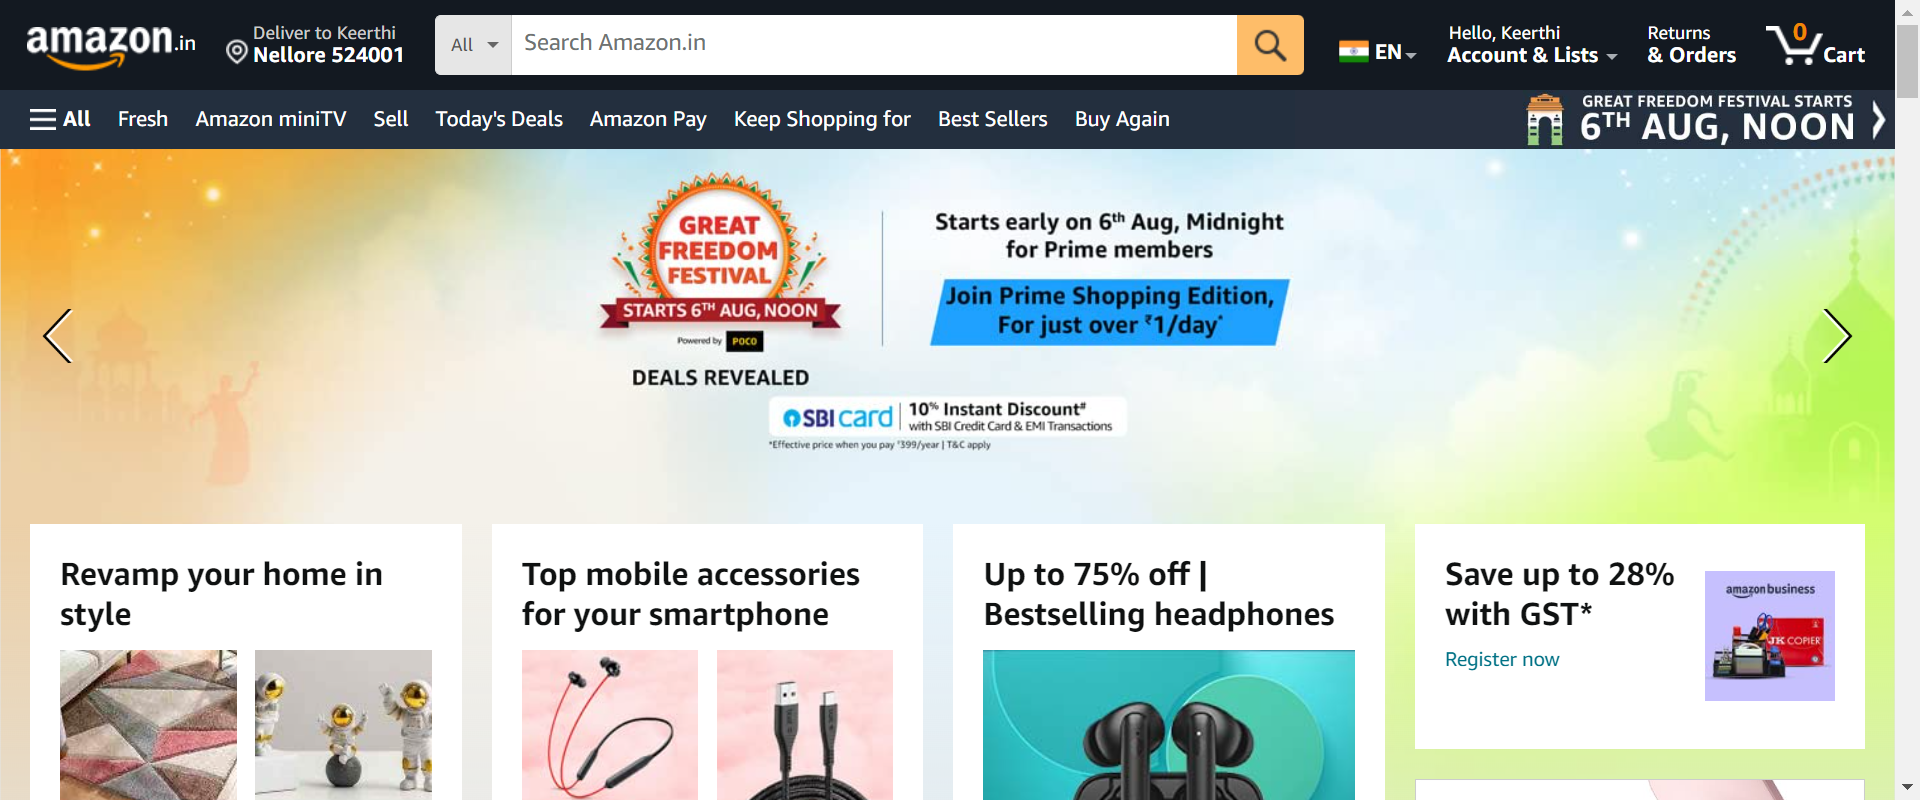 amazon.in
Deliver to Keerthi
Nellore 524001
All
Search Amazon.in
EN
Hello, Keerthi
Account & Lists
Returns
& Orders
0
Cart
All
Fresh
Amazon miniTV
Sell
Today's Deals
Amazon Pay
Keep Shopping for
Best Sellers
Buy Again
GREAT FREEDOM FESTIVAL STARTS
6TH AUG, NOON
GREAT
FREEDOM
FESTIVAL
STARTS 6TH AUG, NOON
Powered by POCO
DEALS REVEALED
Starts early on 6th Aug, Midnight
for Prime members
Join Prime Shopping Edition,
For just over ₹1/day*
SBI card
10% Instant Discount#
with SBI Credit Card & EMI Transactions
*Effective price when you pay ₹399/year | T&C apply
Revamp your home in
style
Top mobile accessories
for your smartphone
Up to 75% off |
Bestselling headphones
Save up to 28%
with GST*
Register now
amazon business
JK COPIER